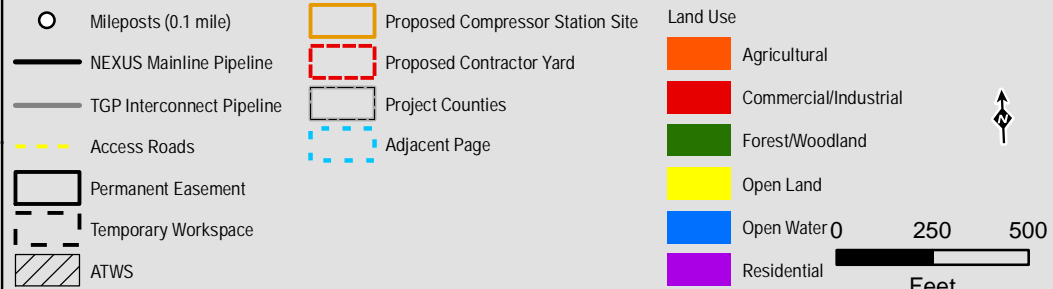 Mileposts (0.1 mile)
NEXUS Mainline Pipeline
TGP Interconnect Pipeline
Access Roads
Permanent Easement
Temporary Workspace
ATWS
Proposed Compressor Station Site
Proposed Contractor Yard
Project Counties
Adjacent Page
Land Use
Agricultural
Commercial/Industrial
Forest/Woodland
Open Land
Open Water
Residential
N
0 250 500
Feet